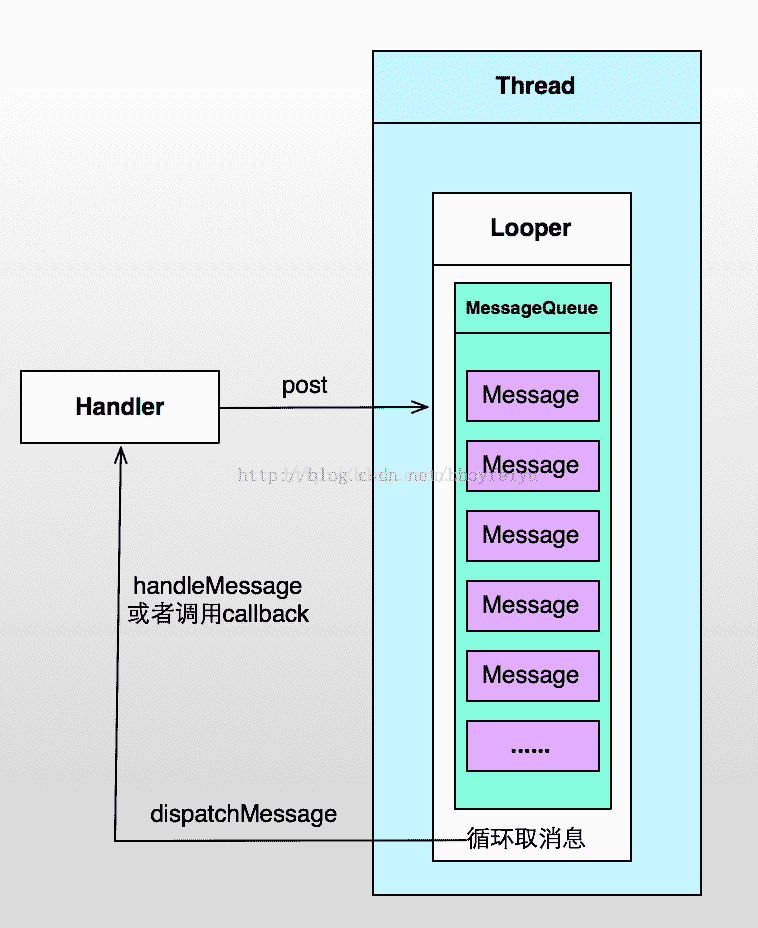 Thread
Looper
MessageQueue
Handler
post
Message
Message
http://blog.csdn.net/bboyfeiyu
Message
Message
Message
......
handleMessage
或者调用callback
dispatchMessage
循环取消息